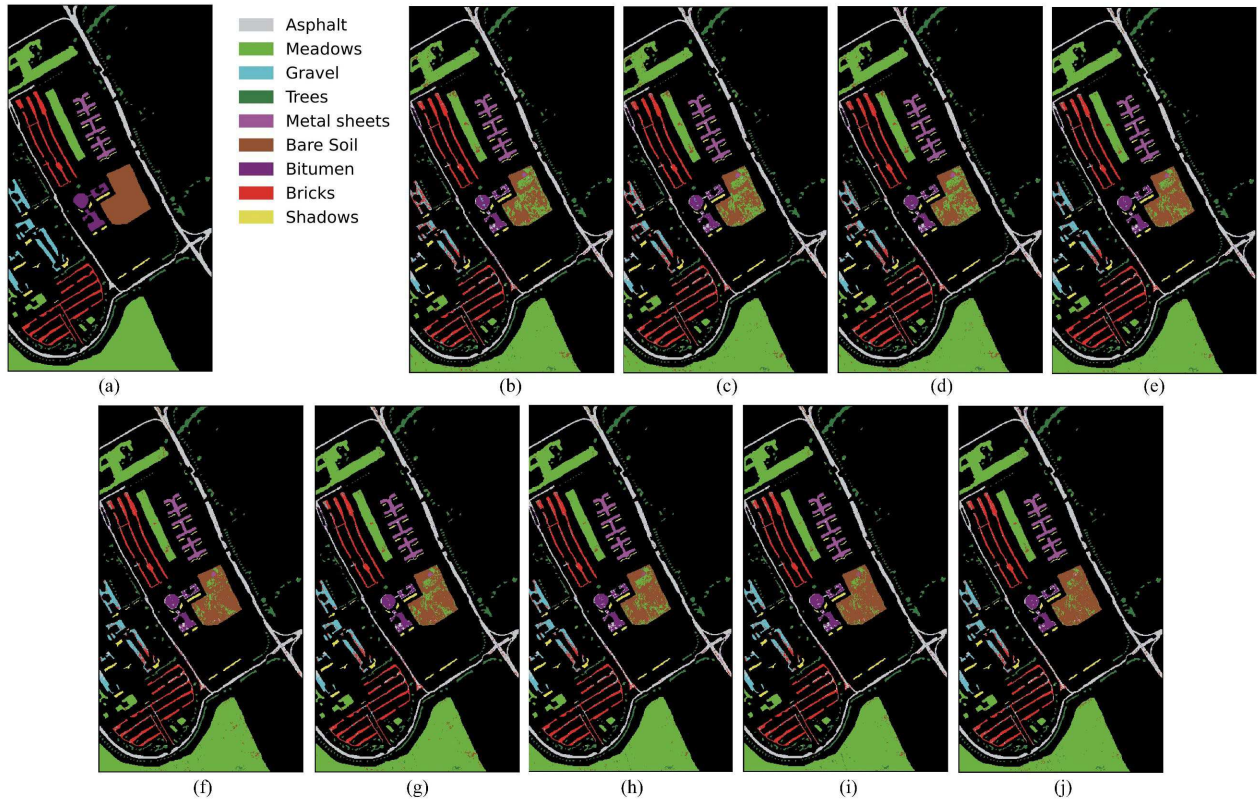 Asphalt
Meadows
Gravel
Trees
Metal sheets
Bare Soil
Bitumen
Bricks
Shadows
(a)
(b)
(c)
(d)
(e)
(f)
(g)
(h)
(i)
(j)